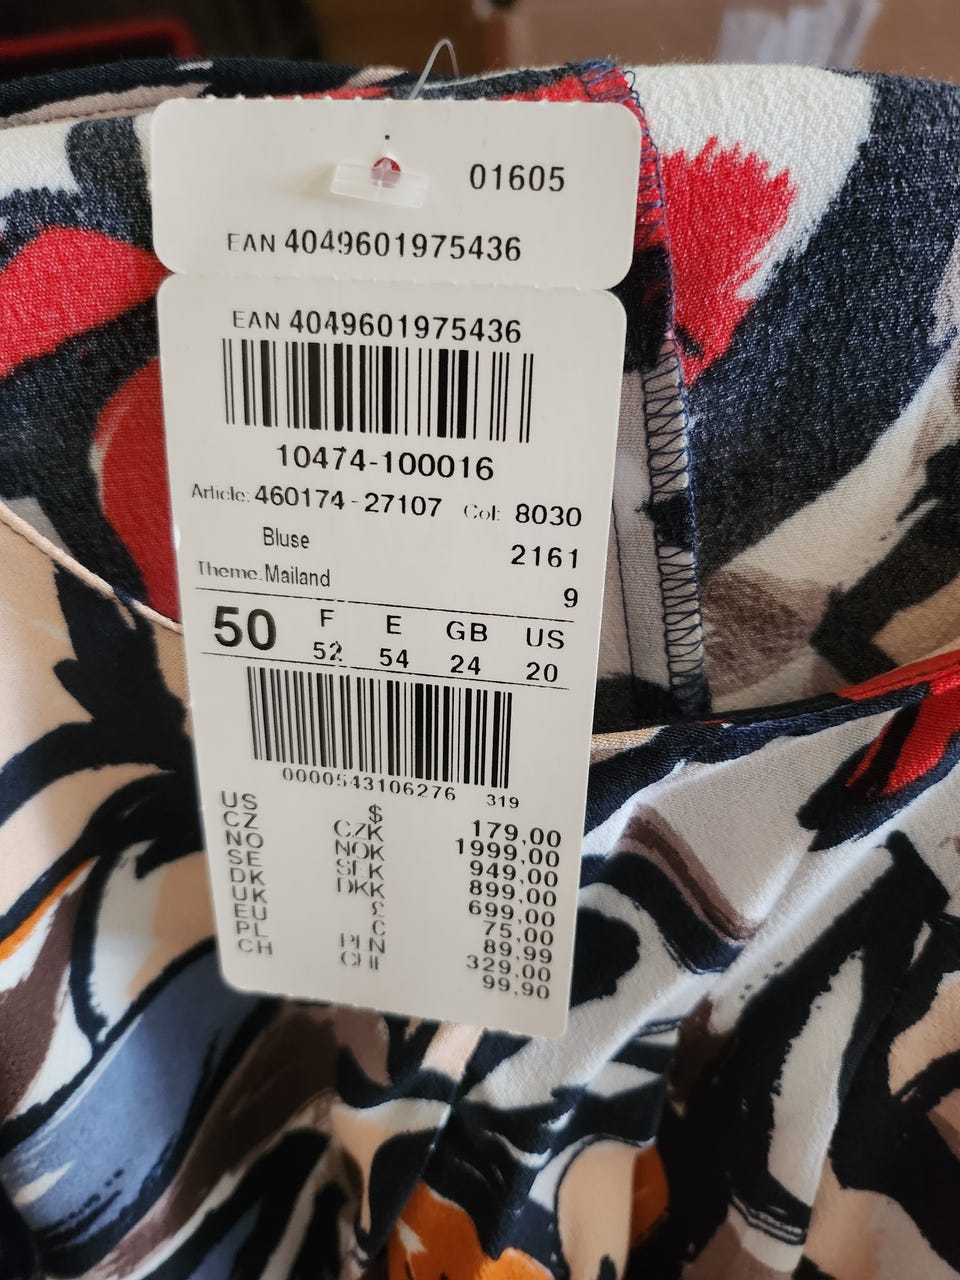 01605
EAN 4049601975436
EAN 4049601975436
10474-100016
Article: 460174-27107 Col: 8030
Bluse 2161
Theme: Mailand 9
50 F E GB US
52 54 24 20
0000543106276 319
US $ 179,00
CZ CZK 1999,00
NO NOK 949,00
SE SEK 899,00
DK DKK 699,00
UK £ 75,00
EU € 89,99
PL PLN 329,00
CH CHF 99,90